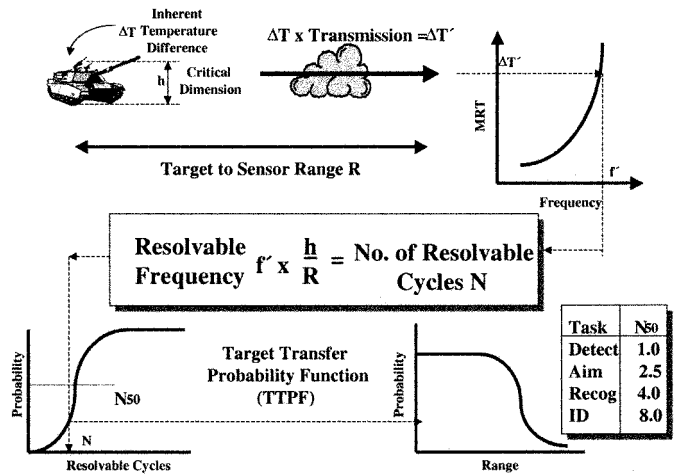 Inherent
ΔT Temperature
Difference
h
Critical
Dimension
ΔT x Transmission =ΔT´
Target to Sensor Range R
MRT
ΔT´
f´
Frequency
Resolvable
Frequency f´ x h/R = No. of Resolvable
Cycles N
Probability
N50
N
Resolvable Cycles
Target Transfer
Probability Function
(TTPF)
Probability
Range
Task N50
Detect 1.0
Aim 2.5
Recog 4.0
ID 8.0